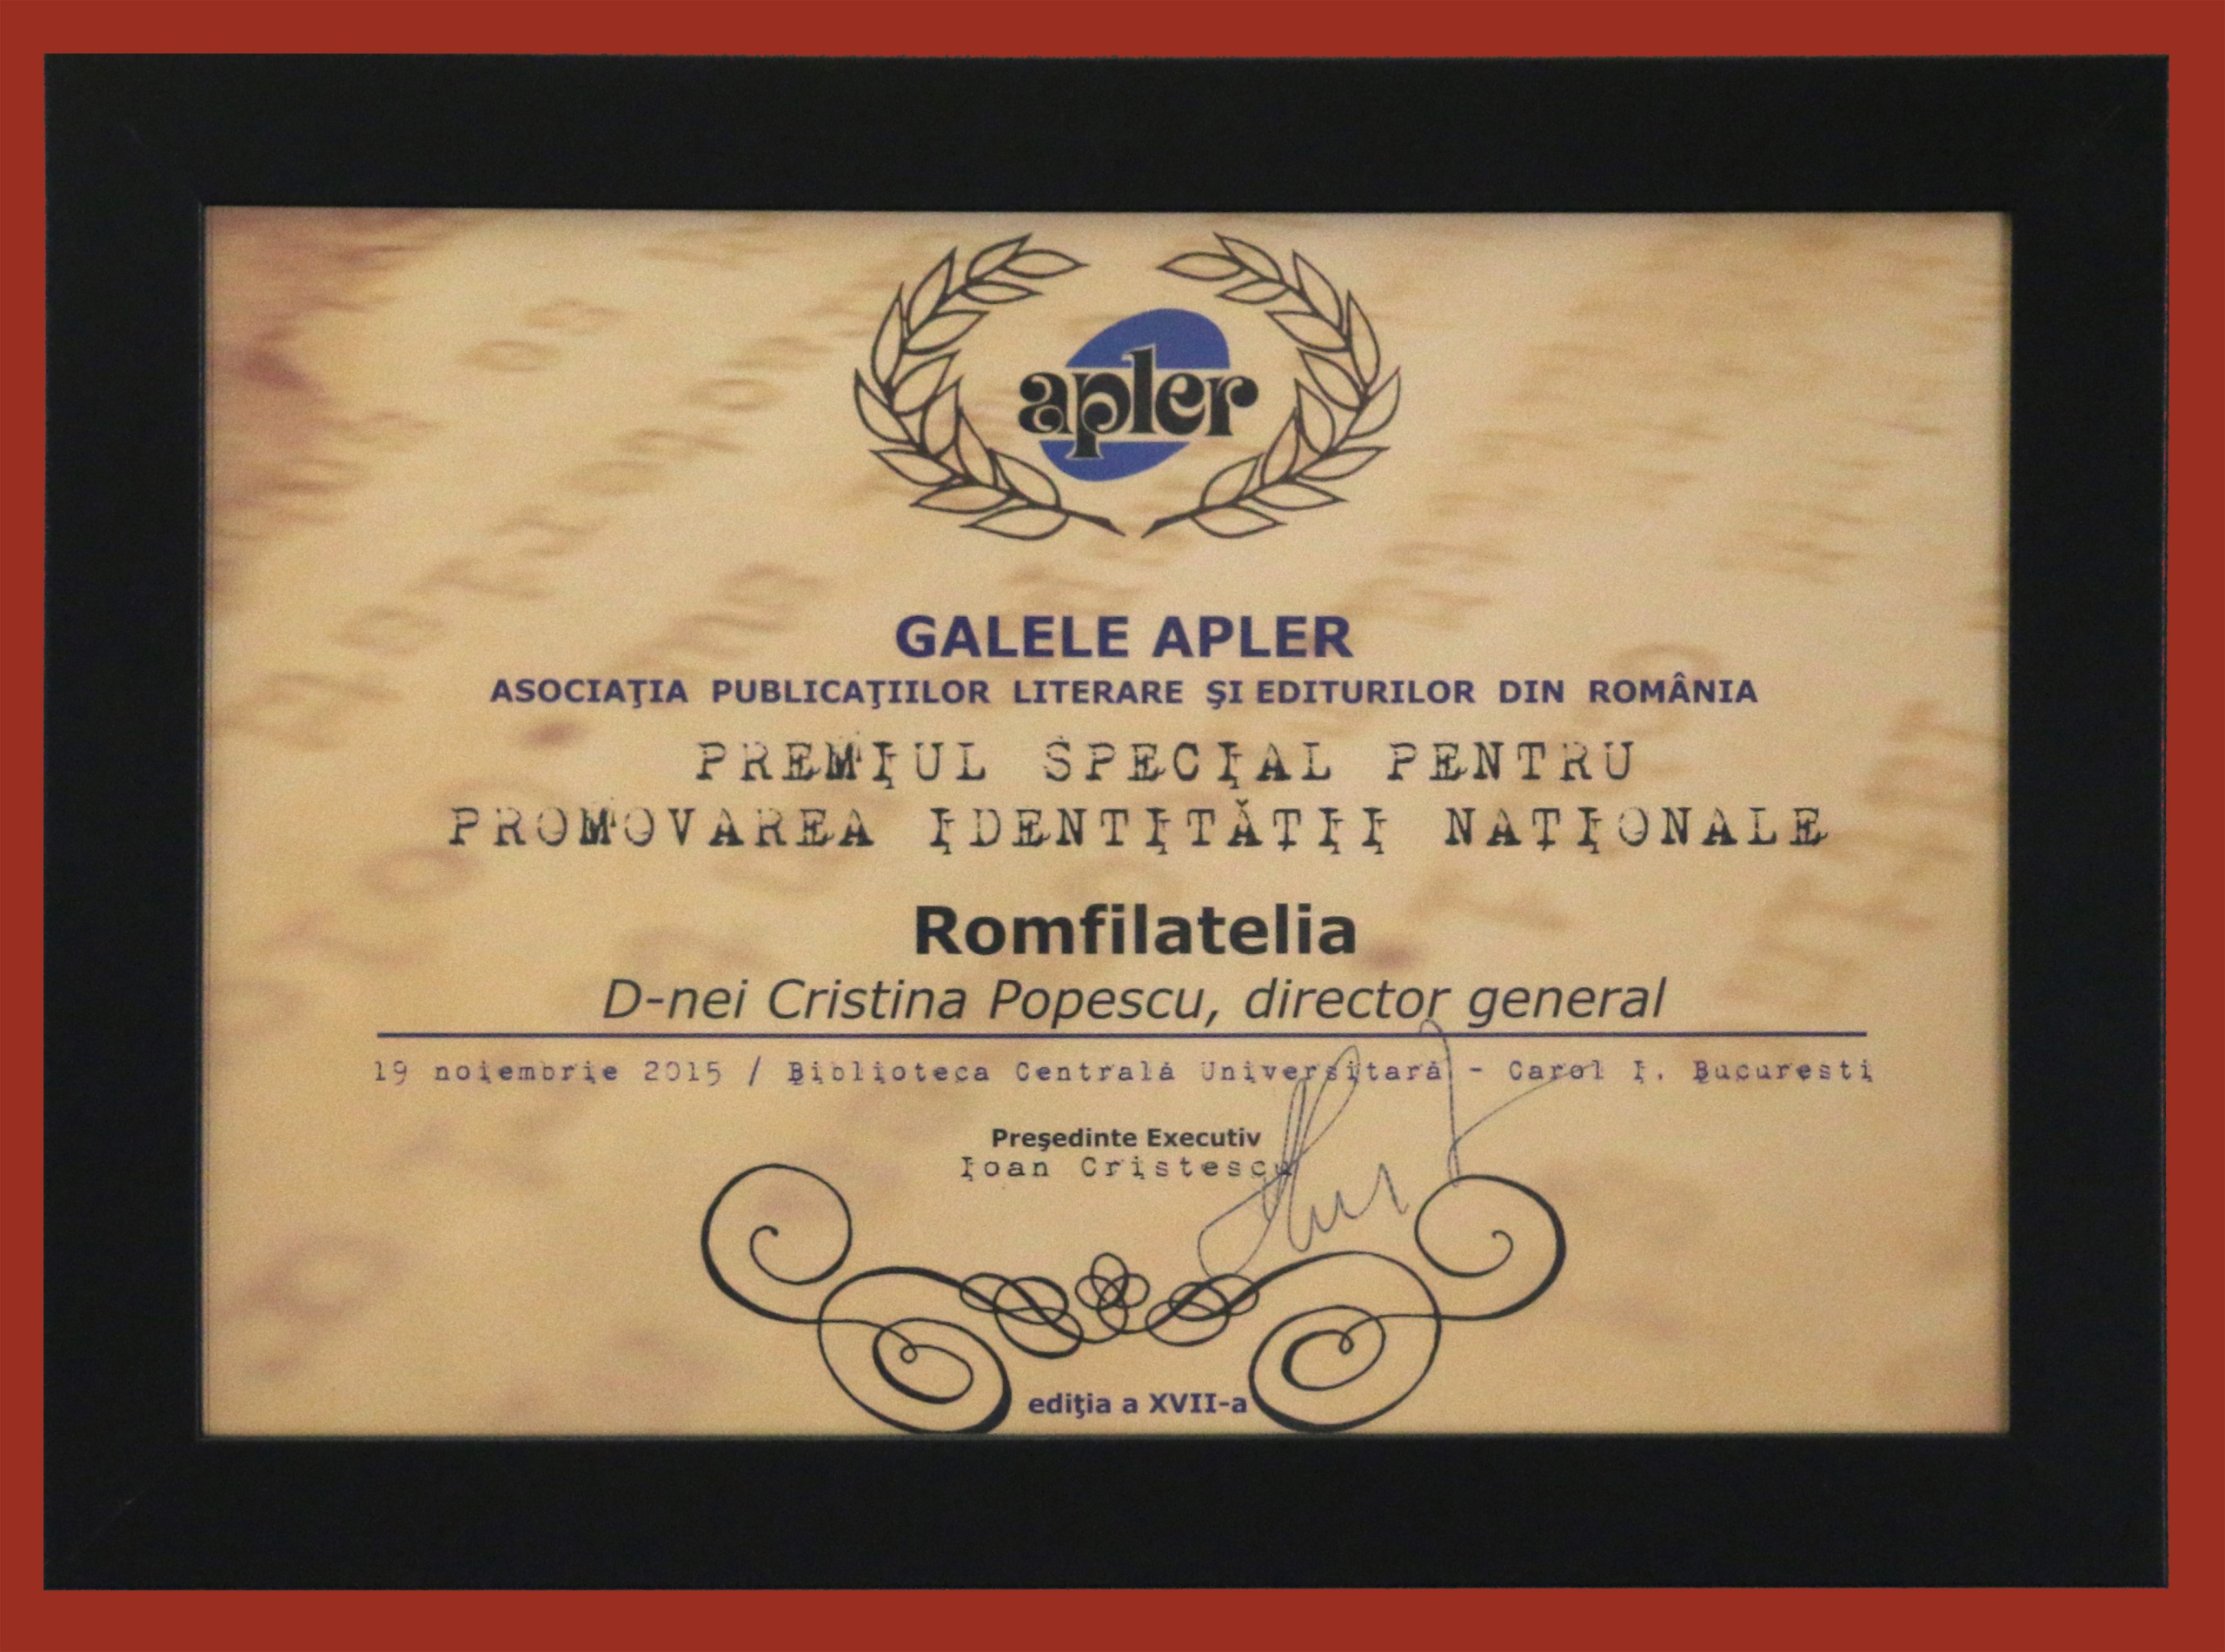 apler
GALELE APLER
ASOCIAŢIA PUBLICAŢIILOR LITERARE ŞI EDITURILOR DIN ROMÂNIA
PREMIUL SPECIAL PENTRU
PROMOVAREA IDENTITĂŢII NAŢIONALE
Romfilatelia
D-nei Cristina Popescu, director general
19 noiembrie 2015 / Biblioteca Centrală Universitară - Carol I. Bucuresti
Preşedinte Executiv
Ioan Cristescu
ediţia a XVII-a